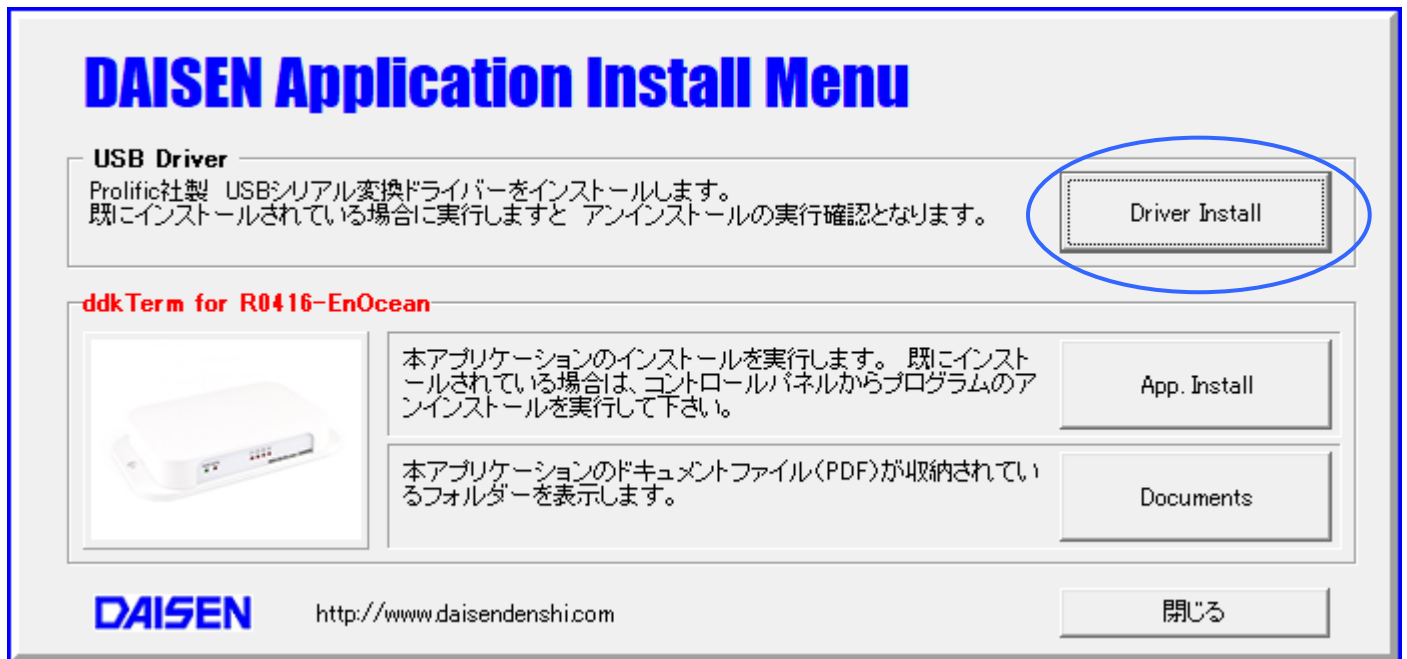 DAISEN Application Install Menu
USB Driver
Prolific社製 USBシリアル変換ドライバーをインストールします。
既にインストールされている場合に実行しますと アンインストールの実行確認となります。
Driver Install
ddkTerm for R0416-EnOcean
本アプリケーションのインストールを実行します。 既にインスト
ールされている場合は、コントロールパネルからプログラムのア
ンインストールを実行して下さい。
App. Install
本アプリケーションのドキュメントファイル(PDF)が収納されてい
るフォルダーを表示します。
Documents
DAISEN
http://www.daisendenshi.com
閉じる